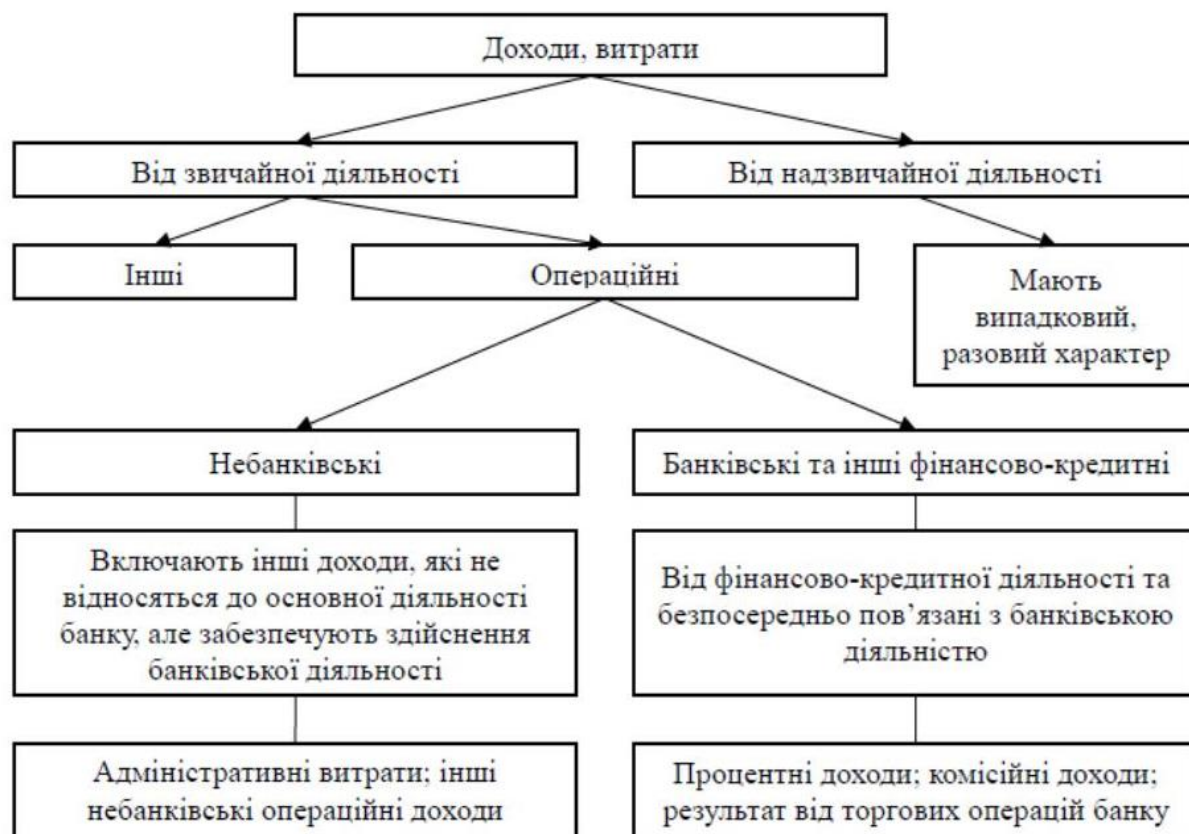 Доходи, витрати
Від звичайної діяльності
Від надзвичайної діяльності
Інші
Операційні
Мають
випадковий,
разовий характер
Небанківські
Банківські та інші фінансово-кредитні
Включають інші доходи, які не
відносяться до основної діяльності
банку, але забезпечують здійснення
банківської діяльності
Від фінансово-кредитної діяльності та
безпосередньо пов’язані з банківською
діяльністю
Адміністративні витрати; інші
небанківські операційні доходи
Процентні доходи; комісійні доходи;
результат від торгових операцій банку